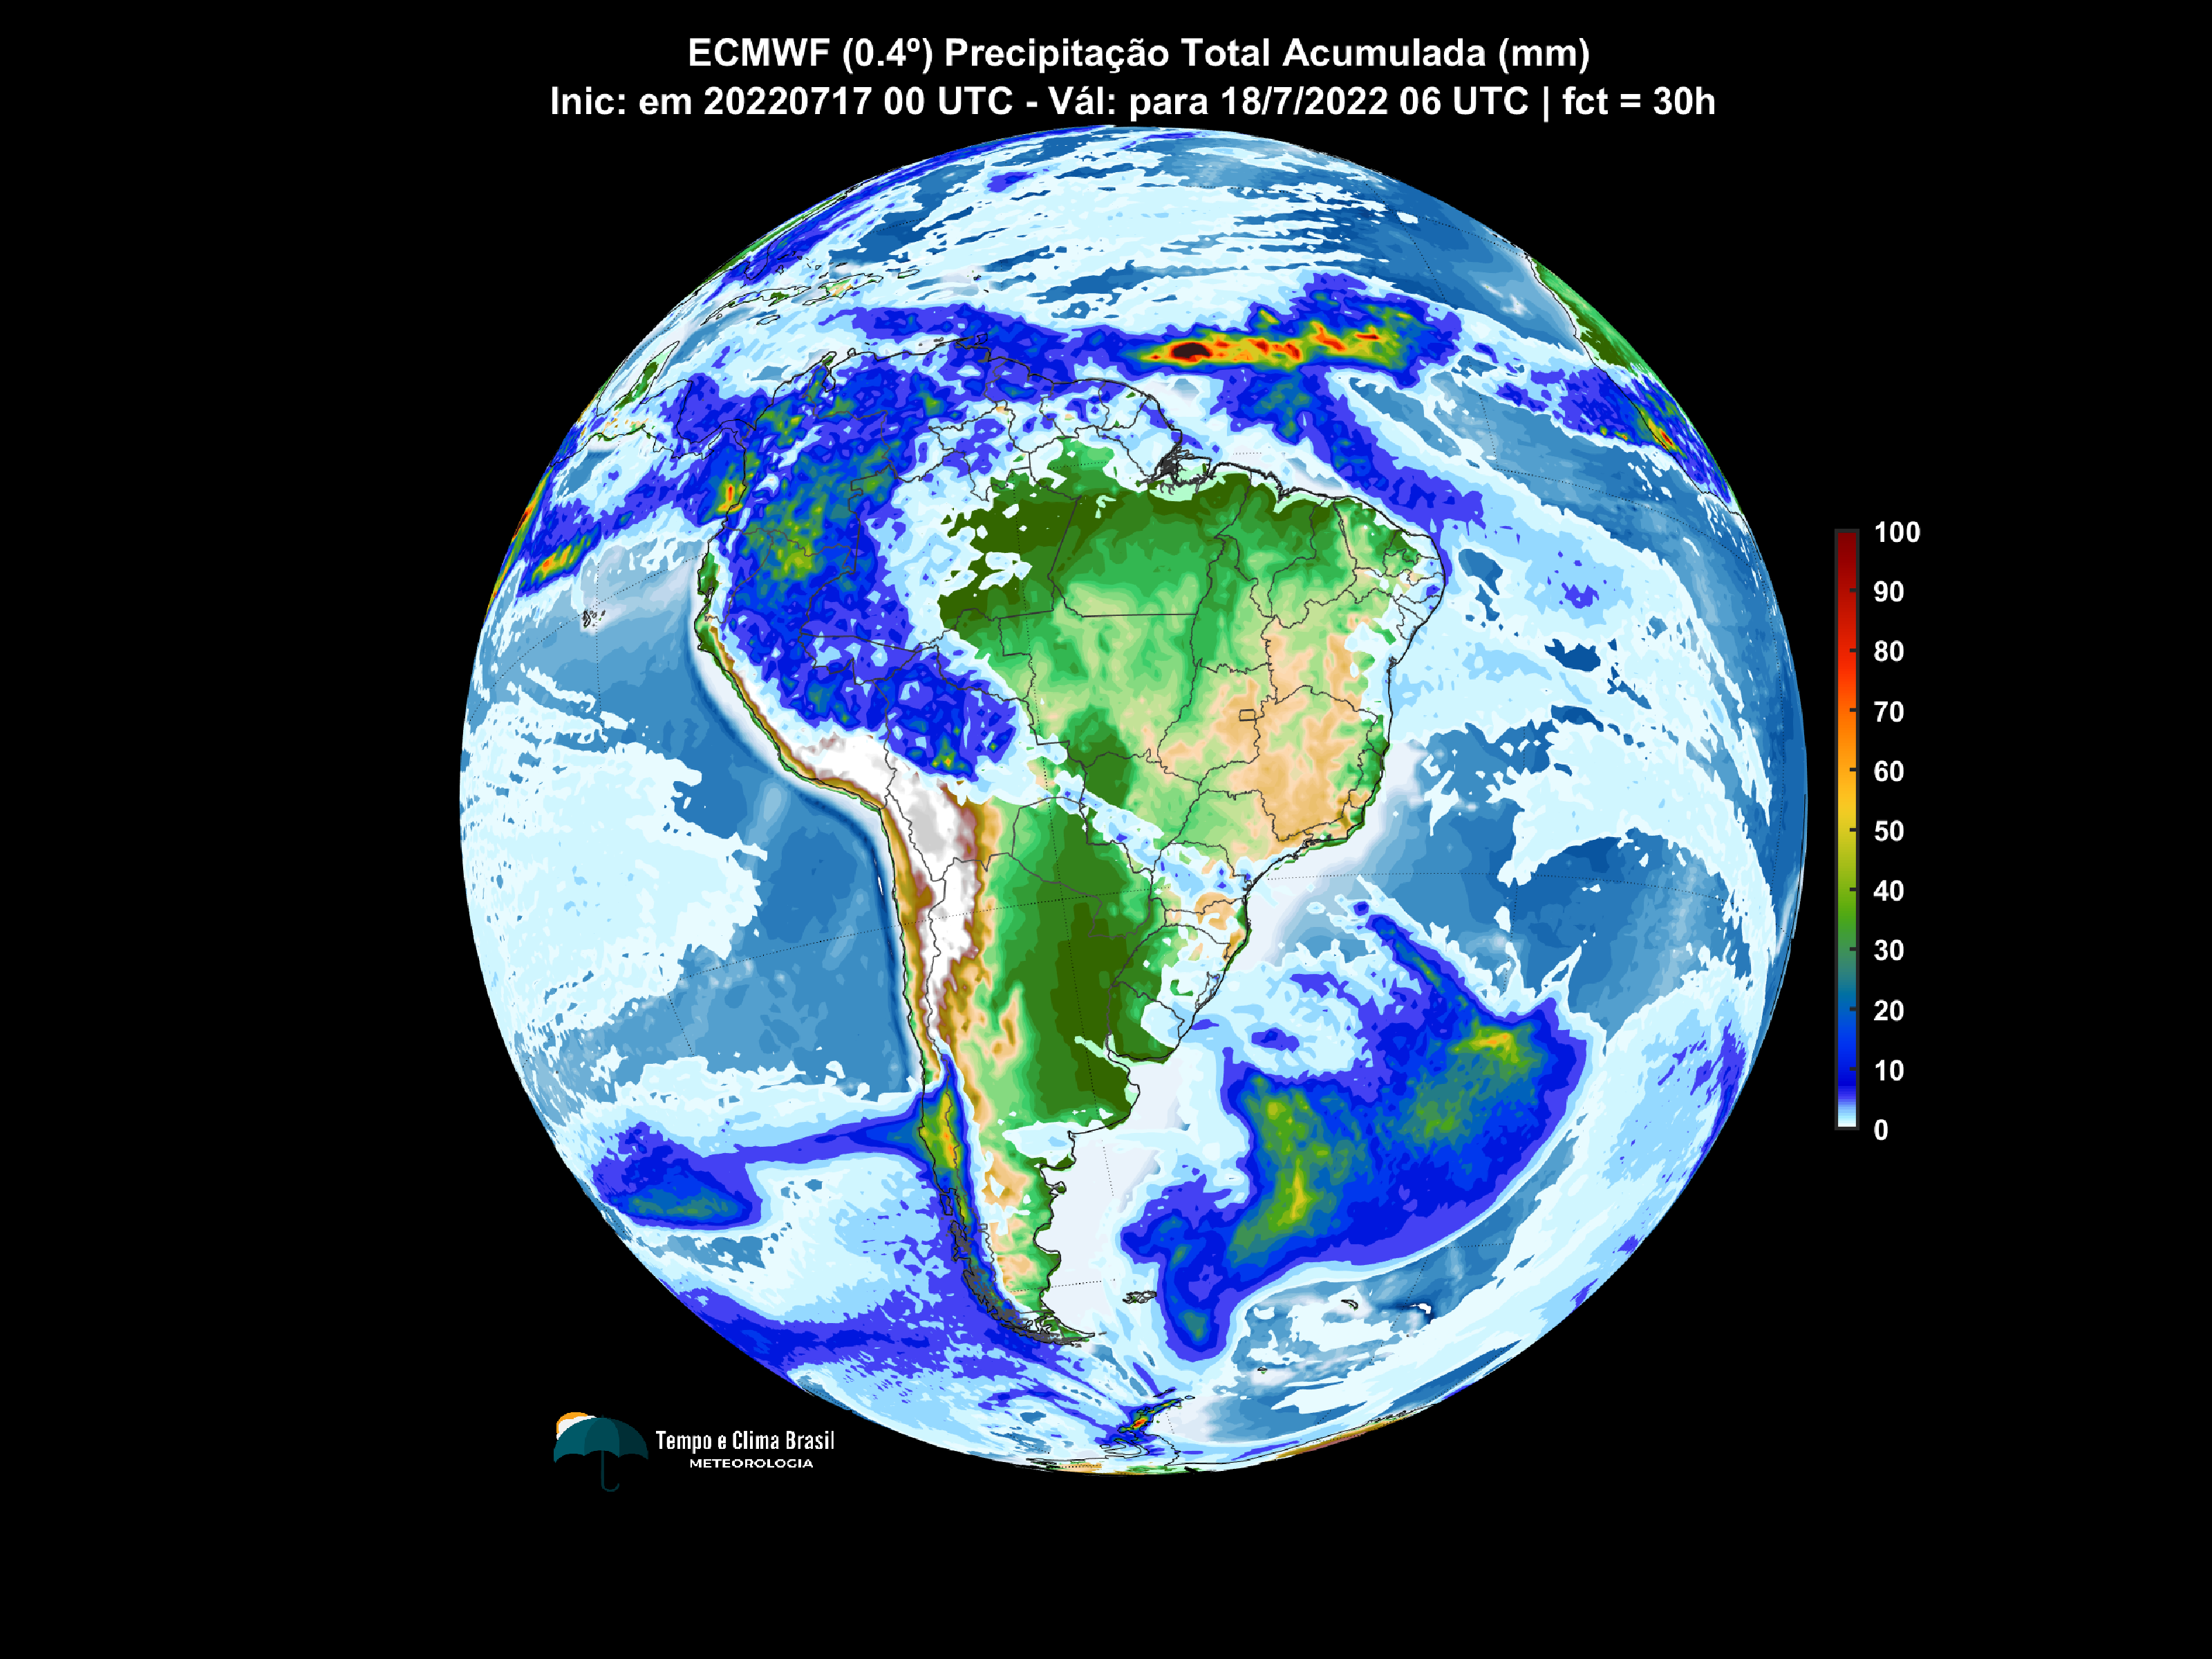 ECMWF (0.4º) Precipitação Total Acumulada (mm)
Inic: em 20220717 00 UTC - Vál: para 18/7/2022 06 UTC | fct = 30h
100
90
80
70
60
50
40
30
20
10
0
Tempo e Clima Brasil
METEOROLOGIA